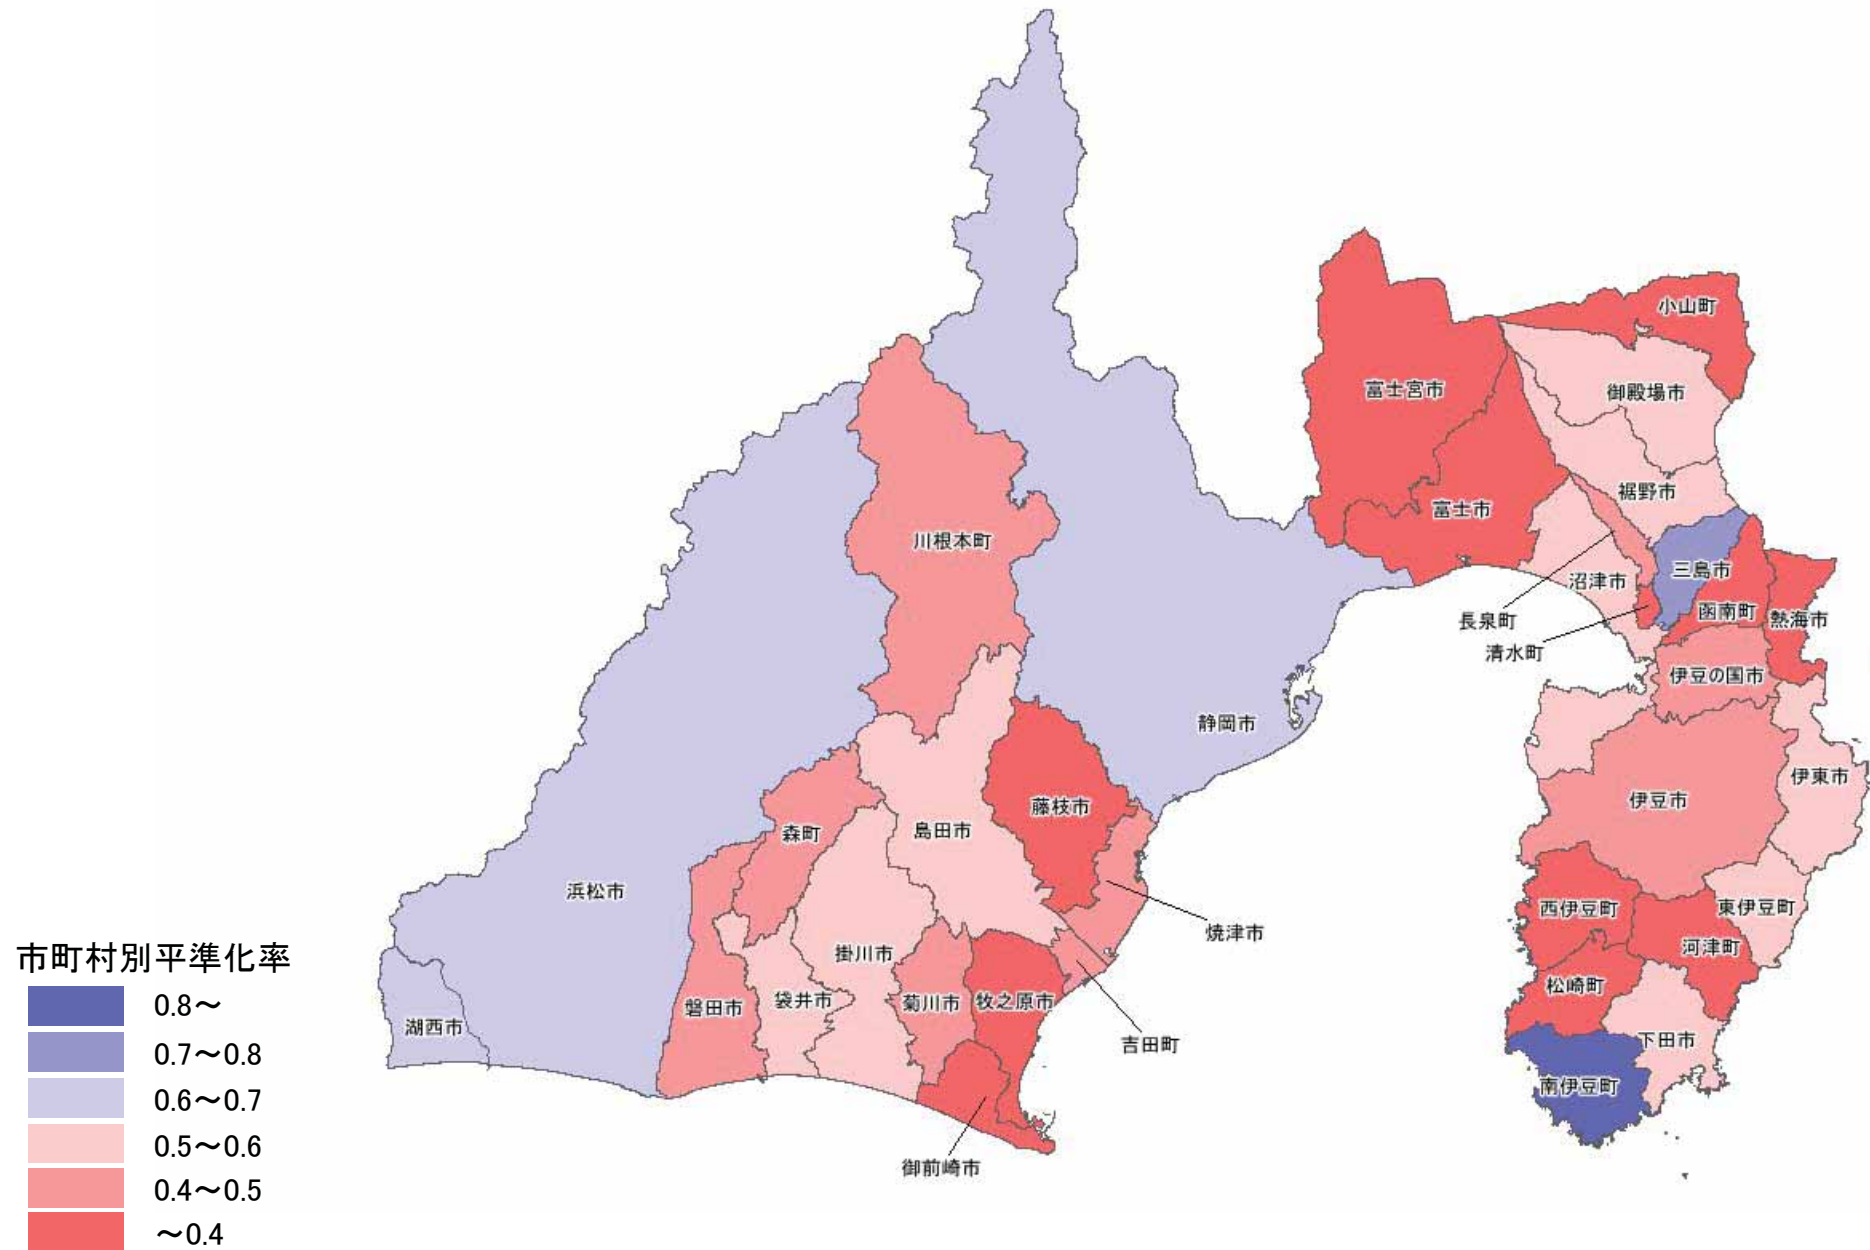 小山町
富士宮市
御殿場市
裾野市
富士市
川根本町
三島市
沼津市
長泉町
函南町
熱海市
清水町
伊豆の国市
静岡市
伊東市
伊豆市
藤枝市
島田市
森町
浜松市
西伊豆町
東伊豆町
焼津市
河津町
掛川市
松崎町
袋井市
菊川市
牧之原市
磐田市
湖西市
下田市
吉田町
南伊豆町
御前崎市
市町村別平準化率
0.8～
0.7～0.8
0.6～0.7
0.5～0.6
0.4～0.5
～0.4